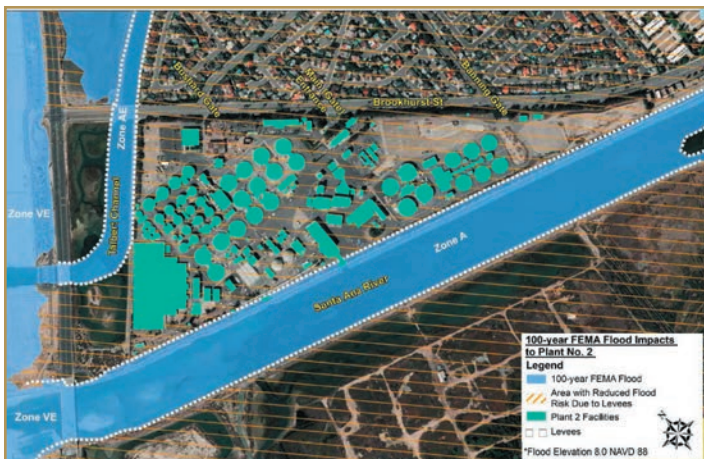 Bushard Gate
Main Gate
Entrance
Banning Gate
Brookhurst St
Zone AE
Talbert Channel
Zone VE
Zone A
Santa Ana River
Zone VE
100-year FEMA Flood Impacts
to Plant No. 2
Legend
100-year FEMA Flood
Area with Reduced Flood
Risk Due to Levees
Plant 2 Facilities
Levees
*Flood Elevation 8.0 NAVD 88